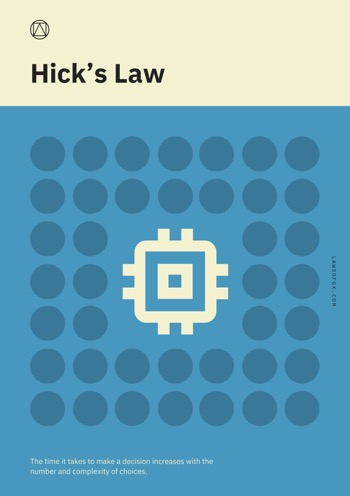 Hick’s Law
LAWSOFUX.COM
The time it takes to make a decision increases with the
number and complexity of choices.